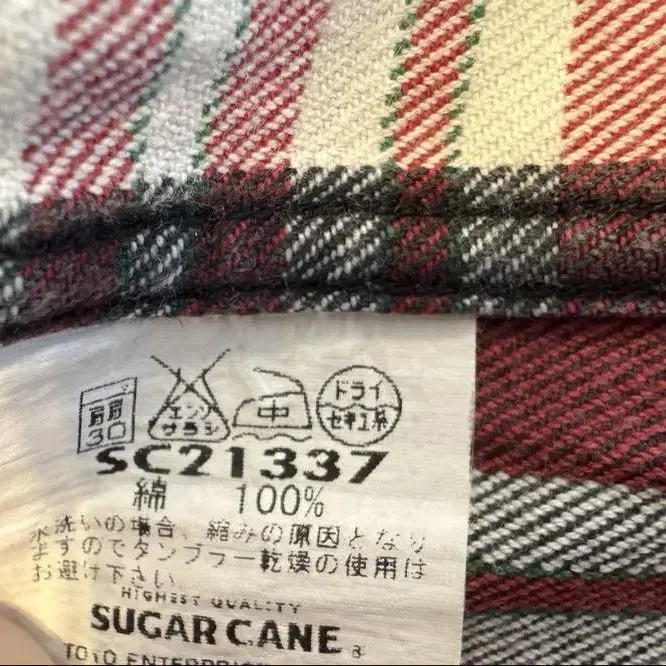 弱 30 エンソ サラシ 中 ドライ セキユ系
SC21337
綿 100%
水洗いの場合、縮みの原因となり
ますのでタンブラー乾燥の使用は
お避け下さい。
HIGHEST QUALITY
SUGAR CANE ®
TOYO ENTERPRI